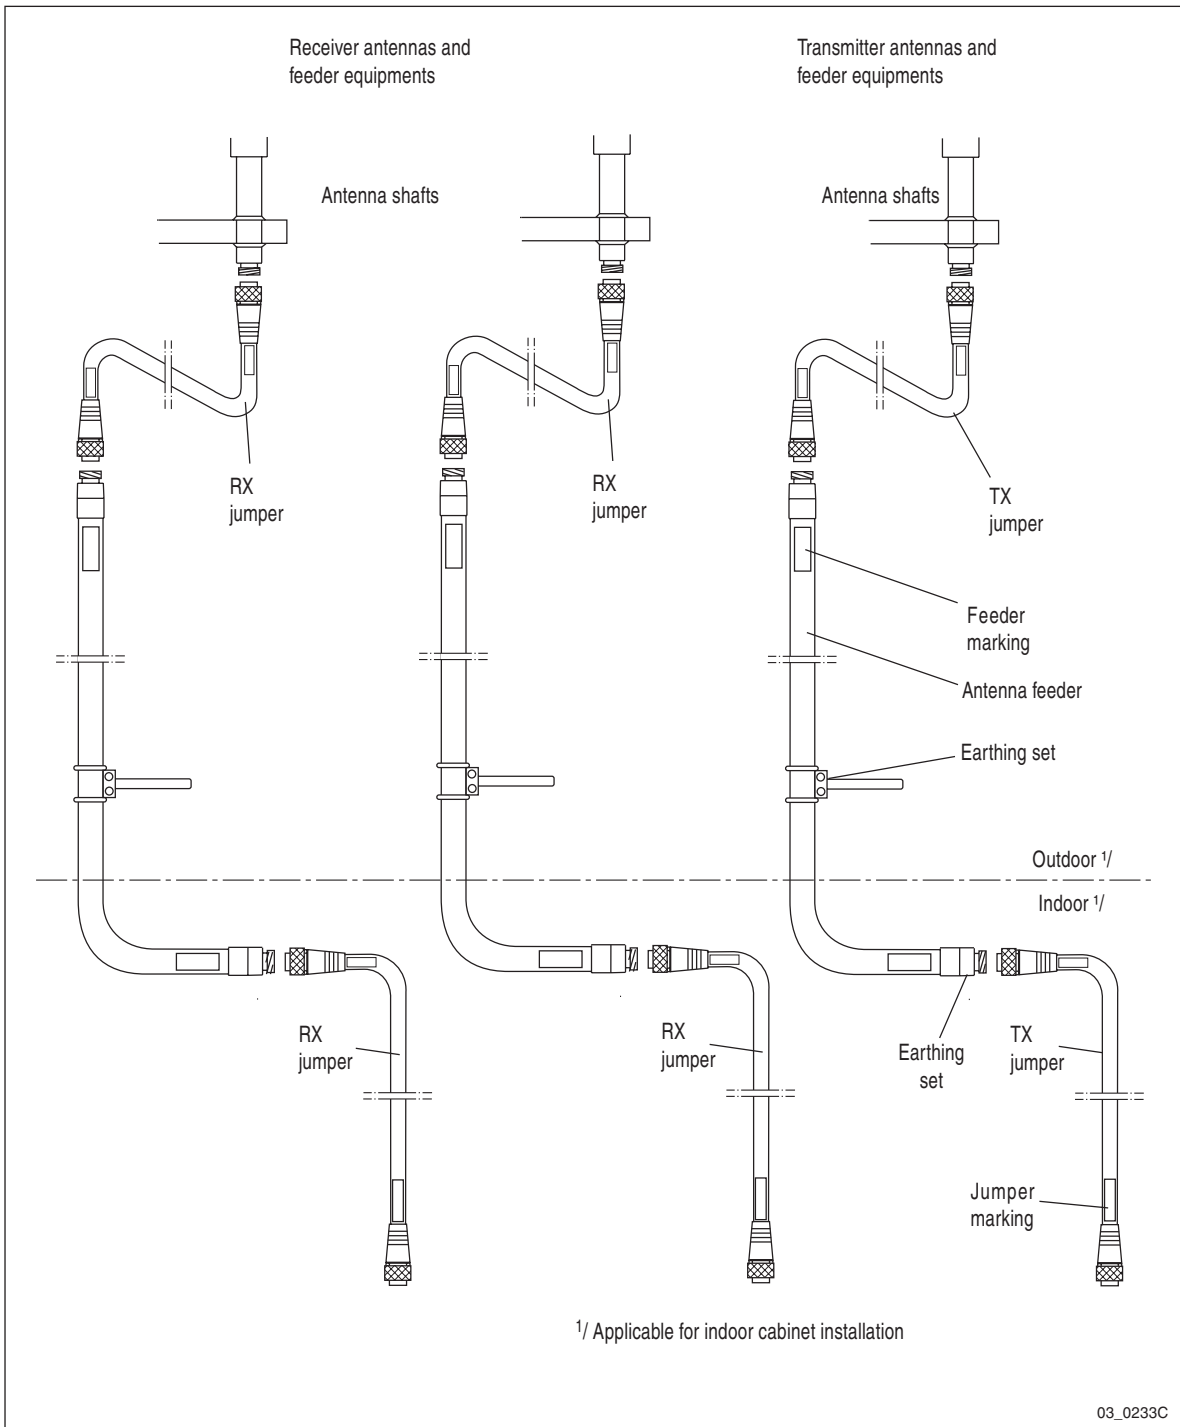 Receiver antennas and
feeder equipments
Transmitter antennas and
feeder equipments
Antenna shafts
Antenna shafts
RX
jumper
RX
jumper
TX
jumper
Feeder
marking
Antenna feeder
Earthing set
Outdoor ¹/
Indoor ¹/
RX
jumper
RX
jumper
Earthing
set
TX
jumper
Jumper
marking
¹/ Applicable for indoor cabinet installation
03_0233C